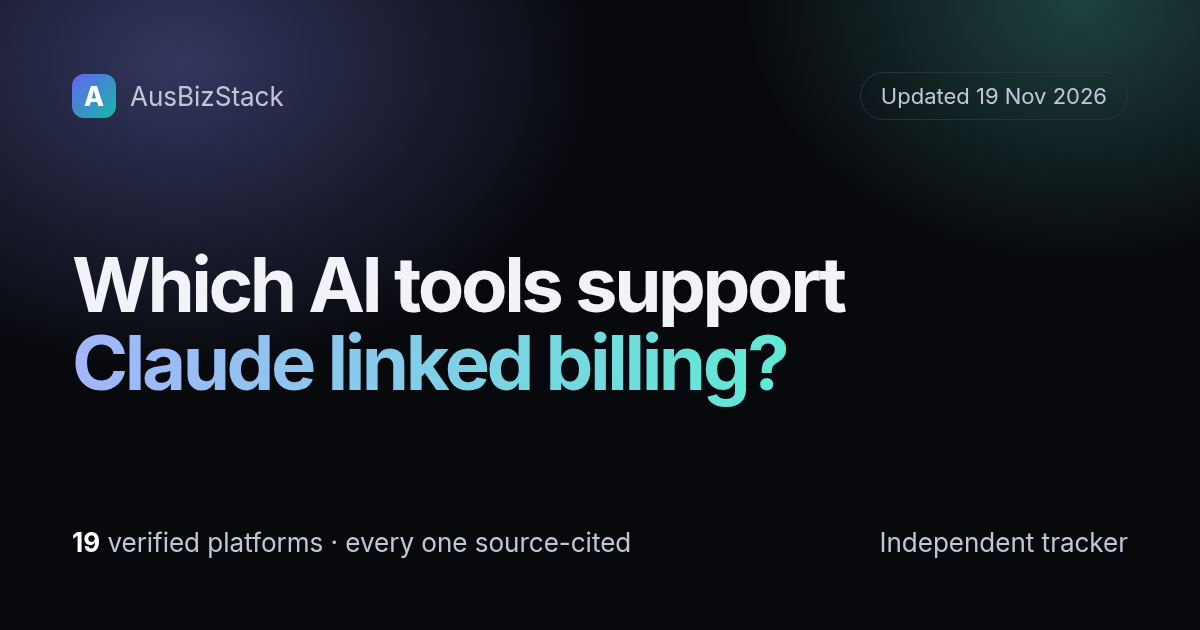 A AusBizStack
Updated 19 Nov 2026
Which AI tools support
Claude linked billing?
19 verified platforms · every one source-cited
Independent tracker